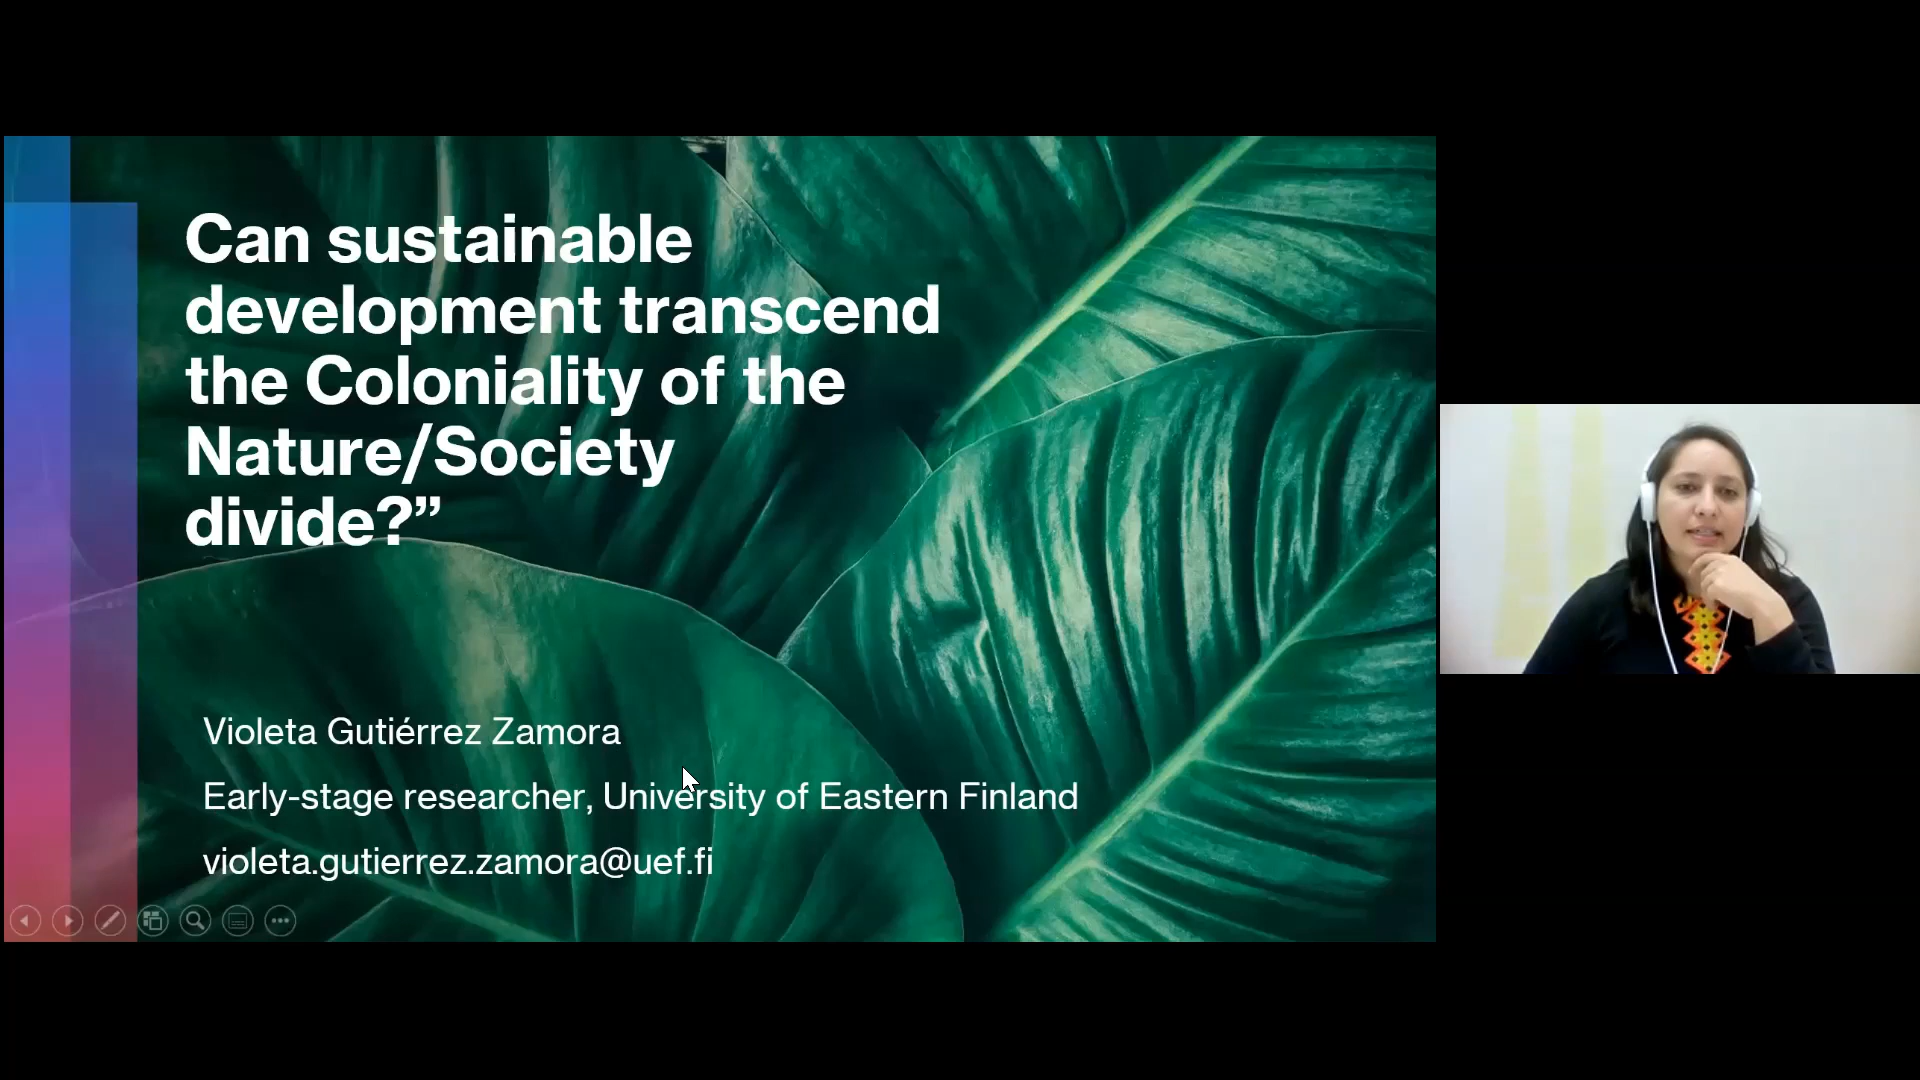 Can sustainable
development transcend
the Coloniality of the
Nature/Society
divide?”
Violeta Gutiérrez Zamora
Early-stage researcher, University of Eastern Finland
violeta.gutierrez.zamora@uef.fi